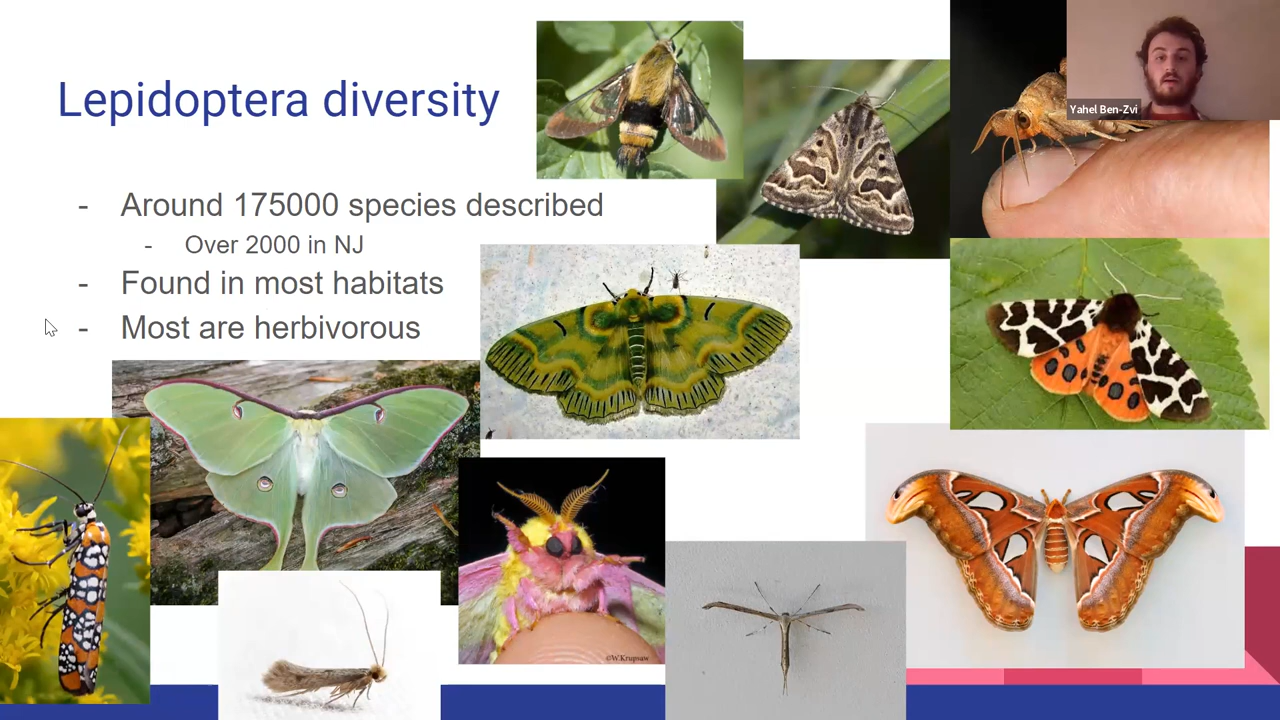 Lepidoptera diversity
Yahel Ben-Zvi
- Around 175000 species described
- Over 2000 in NJ
- Found in most habitats
- Most are herbivorous
©W.Krupsaw